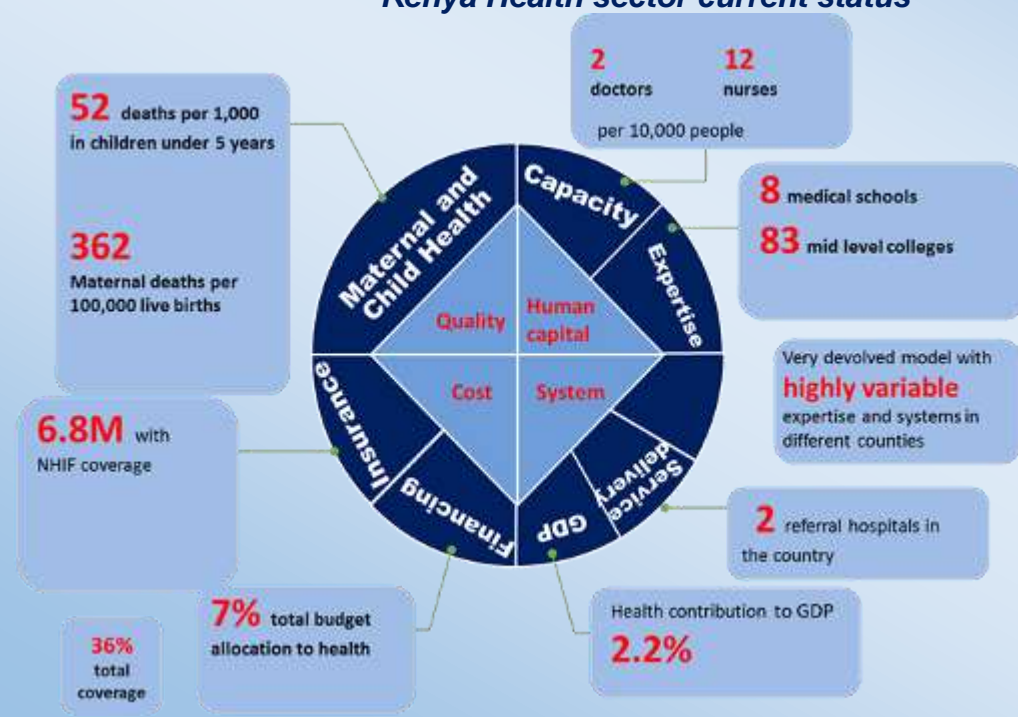 Kenya Health sector current status
2
doctors
12
nurses
per 10,000 people
52 deaths per 1,000
in children under 5 years
362
Maternal deaths per
100,000 live births
8 medical schools
83 mid level colleges
Very devolved model with
highly variable
expertise and systems in
different counties
2 referral hospitals in
the country
Health contribution to GDP
2.2%
7% total budget
allocation to health
6.8M with
NHIF coverage
36%
total
coverage
Maternal and
Child Health
Capacity
Expertise
Service
delivery
GDP
Financing
Insurance
Quality
Human
capital
Cost
System